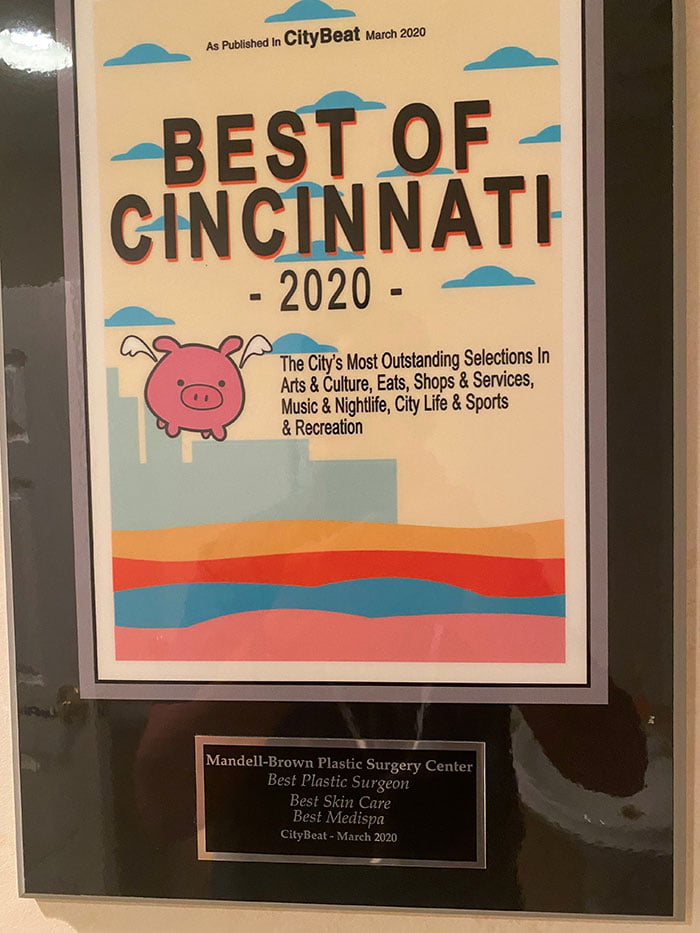 As Published In CityBeat March 2020
BEST OF
CINCINNATI
- 2020 -
The City's Most Outstanding Selections In
Arts & Culture, Eats, Shops & Services,
Music & Nightlife, City Life & Sports
& Recreation
Mandell-Brown Plastic Surgery Center
Best Plastic Surgeon
Best Skin Care
Best Medispa
CityBeat - March 2020